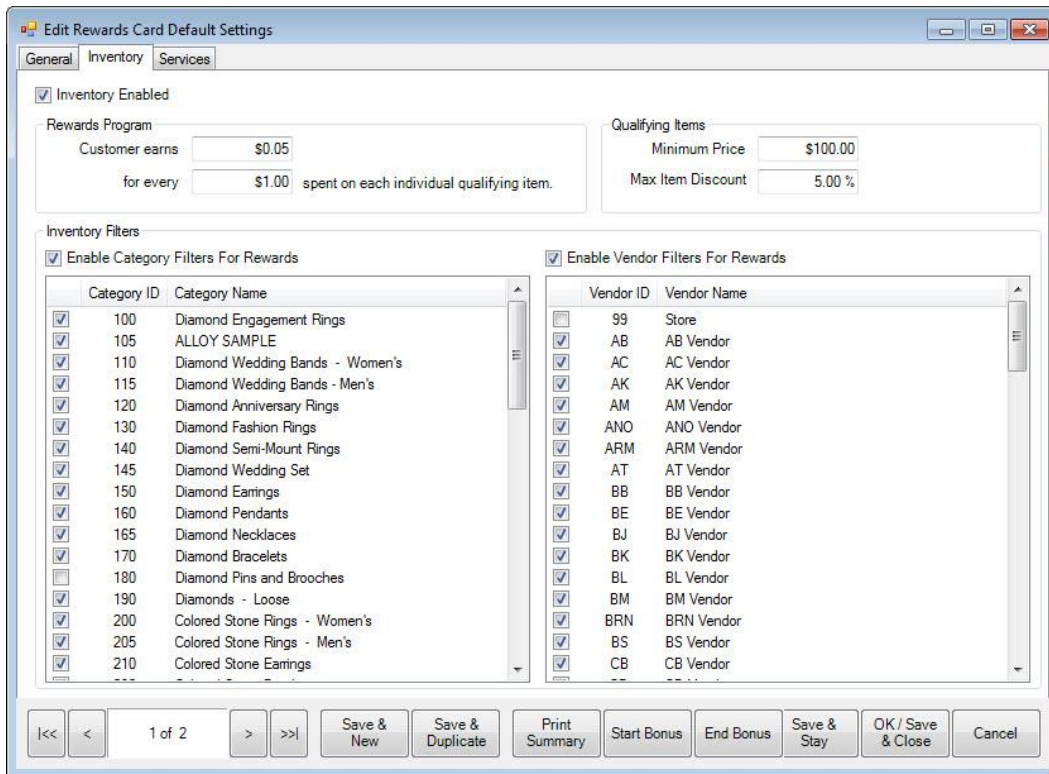 Edit Rewards Card Default Settings
General Inventory Services
Inventory Enabled
Rewards Program
Customer earns $0.05
for every $1.00 spent on each individual qualifying item.
Qualifying Items
Minimum Price $100.00
Max Item Discount 5.00 %
Inventory Filters
Enable Category Filters For Rewards
Category ID Category Name
100 Diamond Engagement Rings
105 ALLOY SAMPLE
110 Diamond Wedding Bands - Women's
115 Diamond Wedding Bands - Men's
120 Diamond Anniversary Rings
130 Diamond Fashion Rings
140 Diamond Semi-Mount Rings
145 Diamond Wedding Set
150 Diamond Earrings
160 Diamond Pendants
165 Diamond Necklaces
170 Diamond Bracelets
180 Diamond Pins and Brooches
190 Diamonds - Loose
200 Colored Stone Rings - Women's
205 Colored Stone Rings - Men's
210 Colored Stone Earrings
Enable Vendor Filters For Rewards
Vendor ID Vendor Name
99 Store
AB AB Vendor
AC AC Vendor
AK AK Vendor
AM AM Vendor
ANO ANO Vendor
ARM ARM Vendor
AT AT Vendor
BB BB Vendor
BE BE Vendor
BJ BJ Vendor
BK BK Vendor
BL BL Vendor
BM BM Vendor
BRN BRN Vendor
BS BS Vendor
CB CB Vendor
|<< < 1 of 2 > >>|
Save & New
Save & Duplicate
Print Summary
Start Bonus
End Bonus
Save & Stay
OK / Save & Close
Cancel